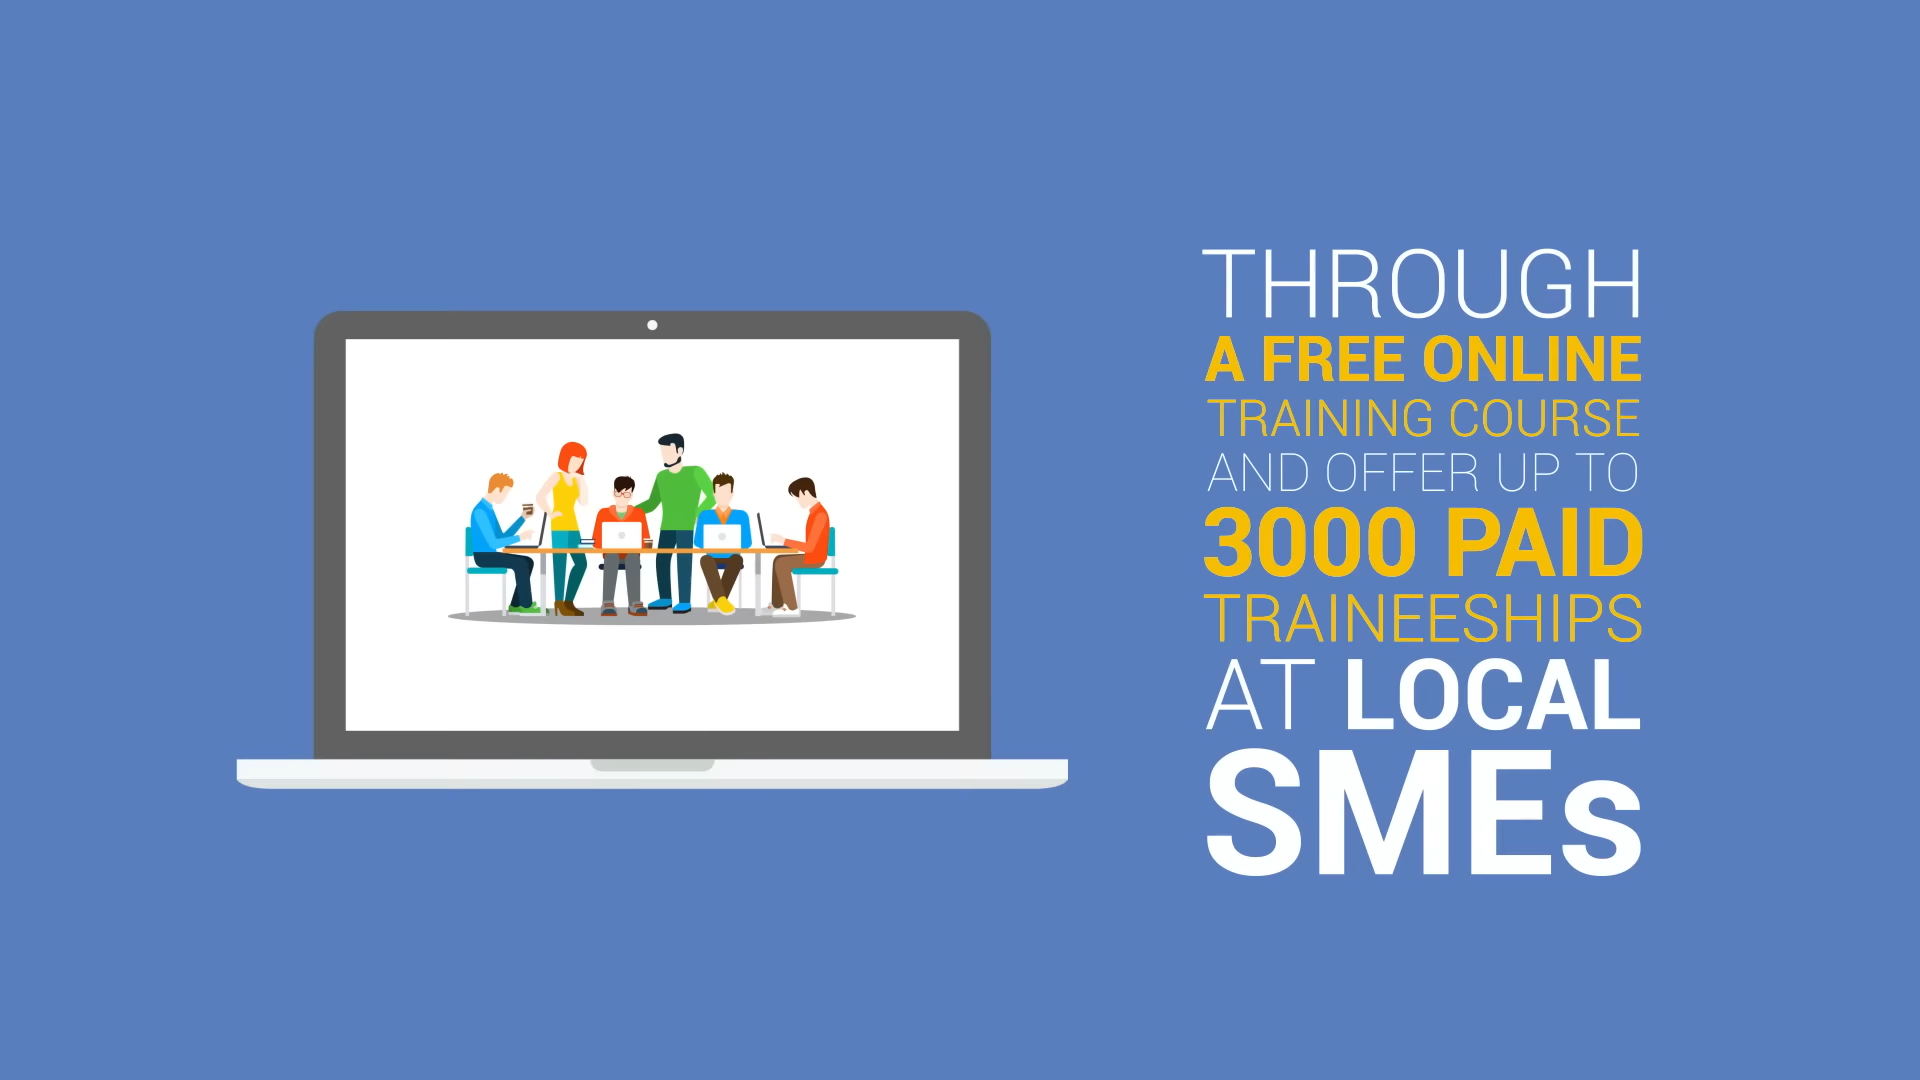 THROUGH
A FREE ONLINE
TRAINING COURSE
AND OFFER UP TO
3000 PAID
TRAINEESHIPS
AT LOCAL
SMEs